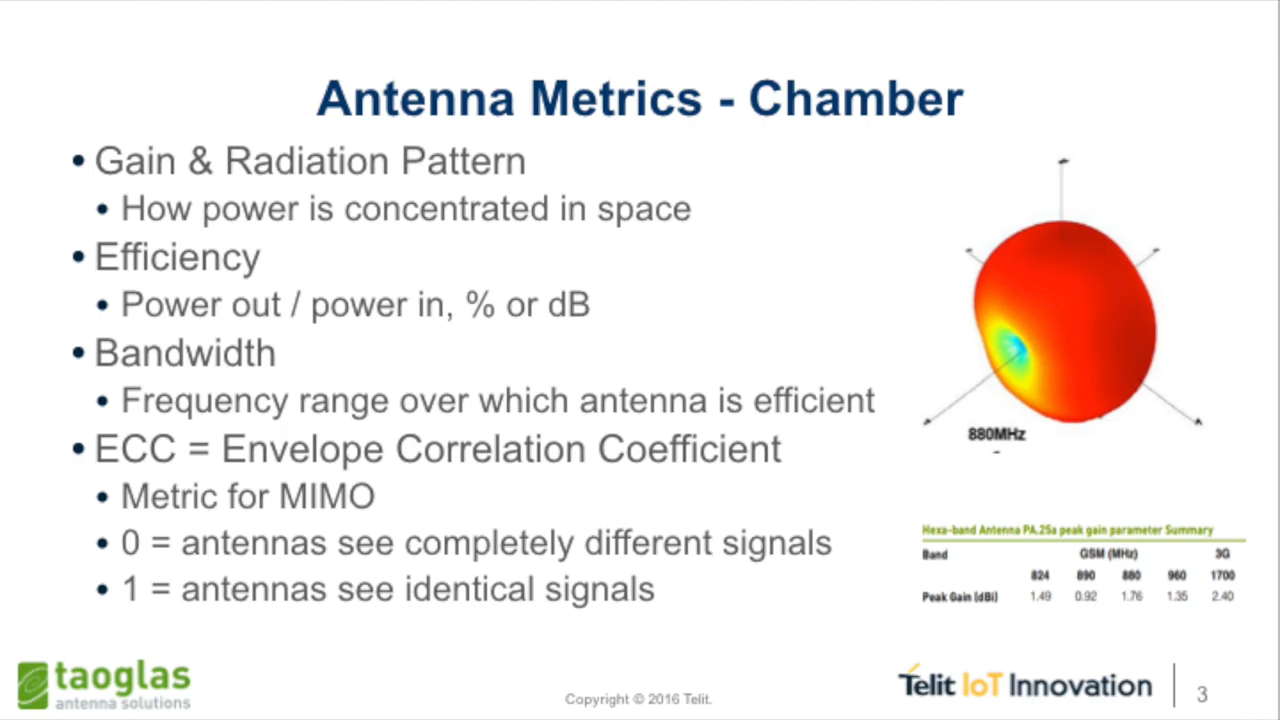 Antenna Metrics - Chamber
• Gain & Radiation Pattern
• How power is concentrated in space
• Efficiency
• Power out / power in, % or dB
• Bandwidth
• Frequency range over which antenna is efficient
• ECC = Envelope Correlation Coefficient
• Metric for MIMO
• 0 = antennas see completely different signals
• 1 = antennas see identical signals
880MHz
Hexa-band Antenna PA.25a peak gain parameter Summary
Band GSM (MHz) 3G
824 890 880 960 1700
Peak Gain (dBi) 1.49 0.92 1.76 1.35 2.40
taoglas
antenna solutions
Copyright © 2016 Telit.
Telit IoT Innovation
3